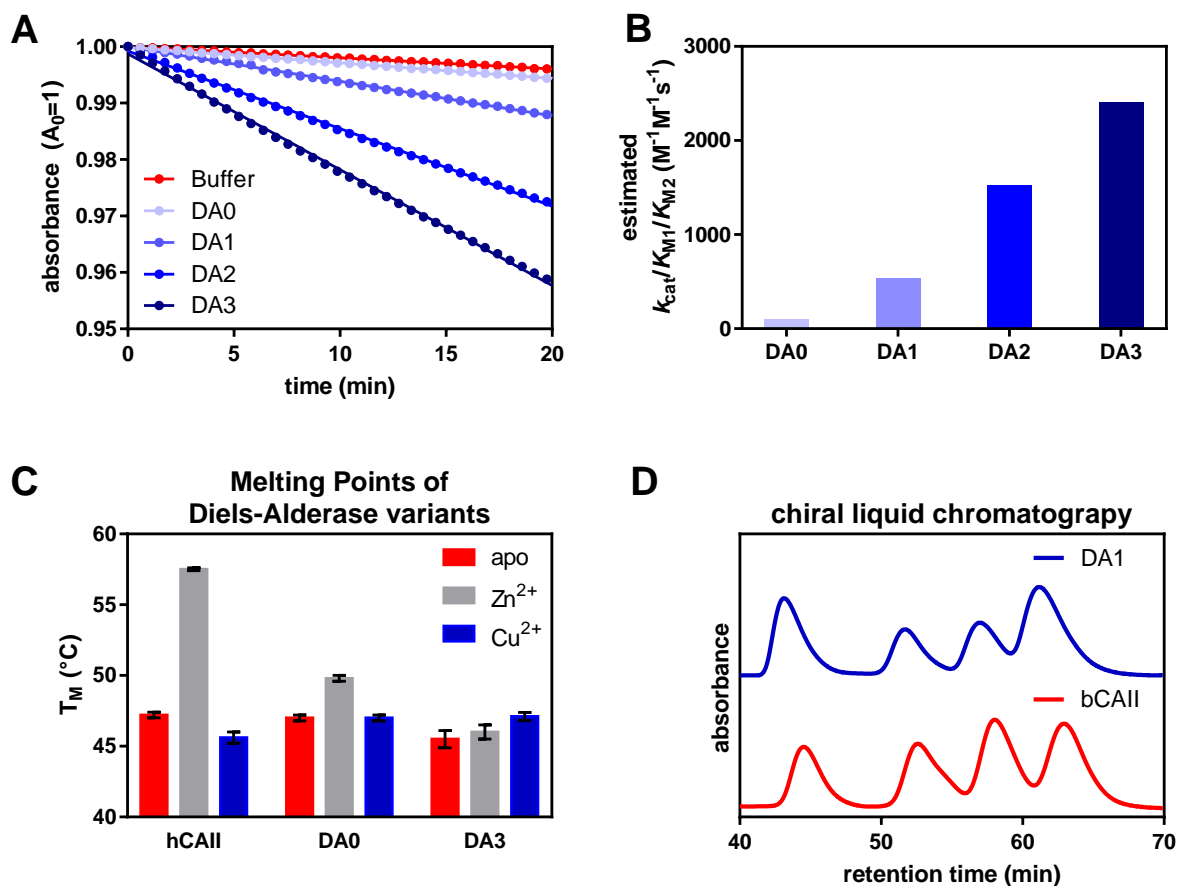 A
1.00
0.99
0.98
0.97
0.96
0.95
absorbance (A₀=1)
Buffer
DA0
DA1
DA2
DA3
0 5 10 15 20
time (min)
B
3000
2000
1000
0
estimated
kcat/KM1/KM2 (M⁻¹M⁻¹s⁻¹)
DA0 DA1 DA2 DA3
C
Melting Points of
Diels-Alderase variants
60
55
50
45
40
TM (°C)
apo
Zn²⁺
Cu²⁺
hCAII DA0 DA3
D
chiral liquid chromatograpy
absorbance
DA1
bCAII
40 50 60 70
retention time (min)